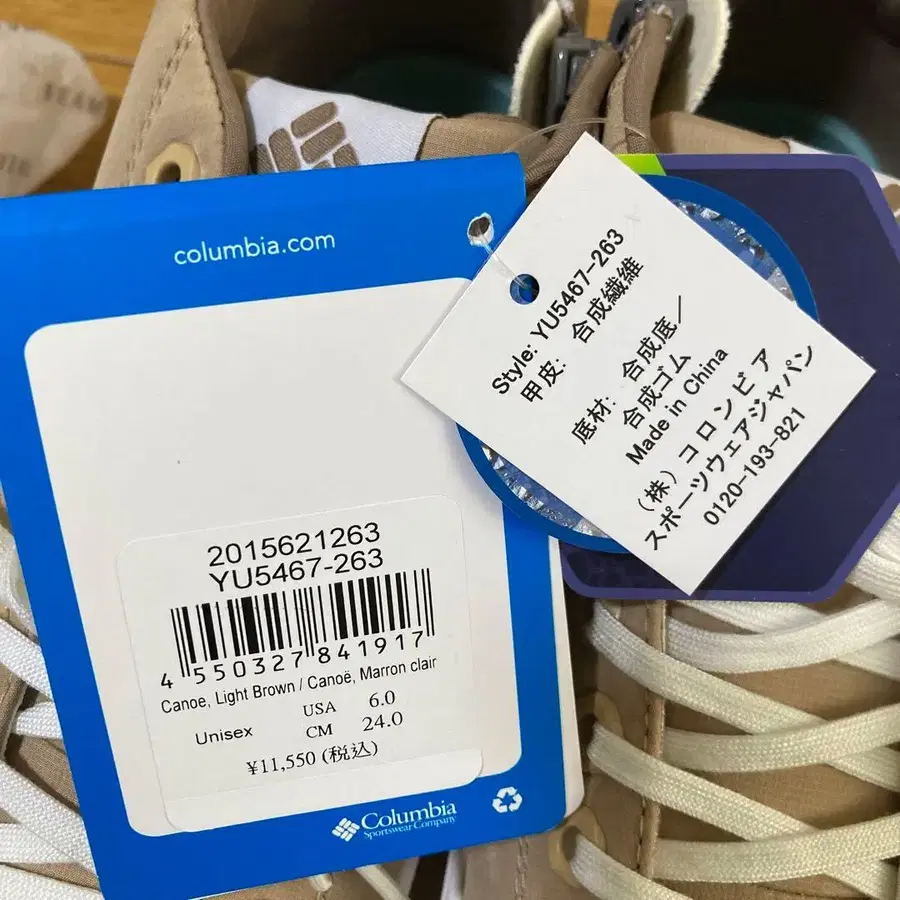 columbia.com
2015621263
YU5467-263
4 550327 841917
Canoe, Light Brown / Canoë, Marron clair
Unisex
USA 6.0
CM 24.0
¥11,550 (税込)
Columbia
Sportswear Company
Style: YU5467-263
甲皮: 合成繊維
底材: 合成底／
合成ゴム
Made in China
(株) コロンビア
スポーツウェアジャパン
0120-193-821